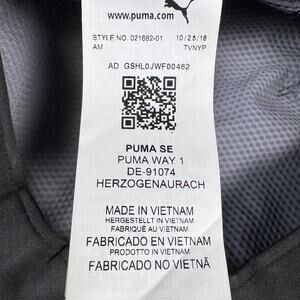 www.puma.com
STYLE NO. 021682-01 10/25/18
AM TVNYP
AD GSHL0JWF00462
PUMA SE
PUMA WAY 1
DE-91074
HERZOGENAURACH
MADE IN VIETNAM
HERGESTELLT IN VIETNAM
FABRIQUÉ AU VIETNAM
FABRICADO EN VIETNAM
PRODOTTO IN VIETNAM
FABRICADO NO VIETNÃ